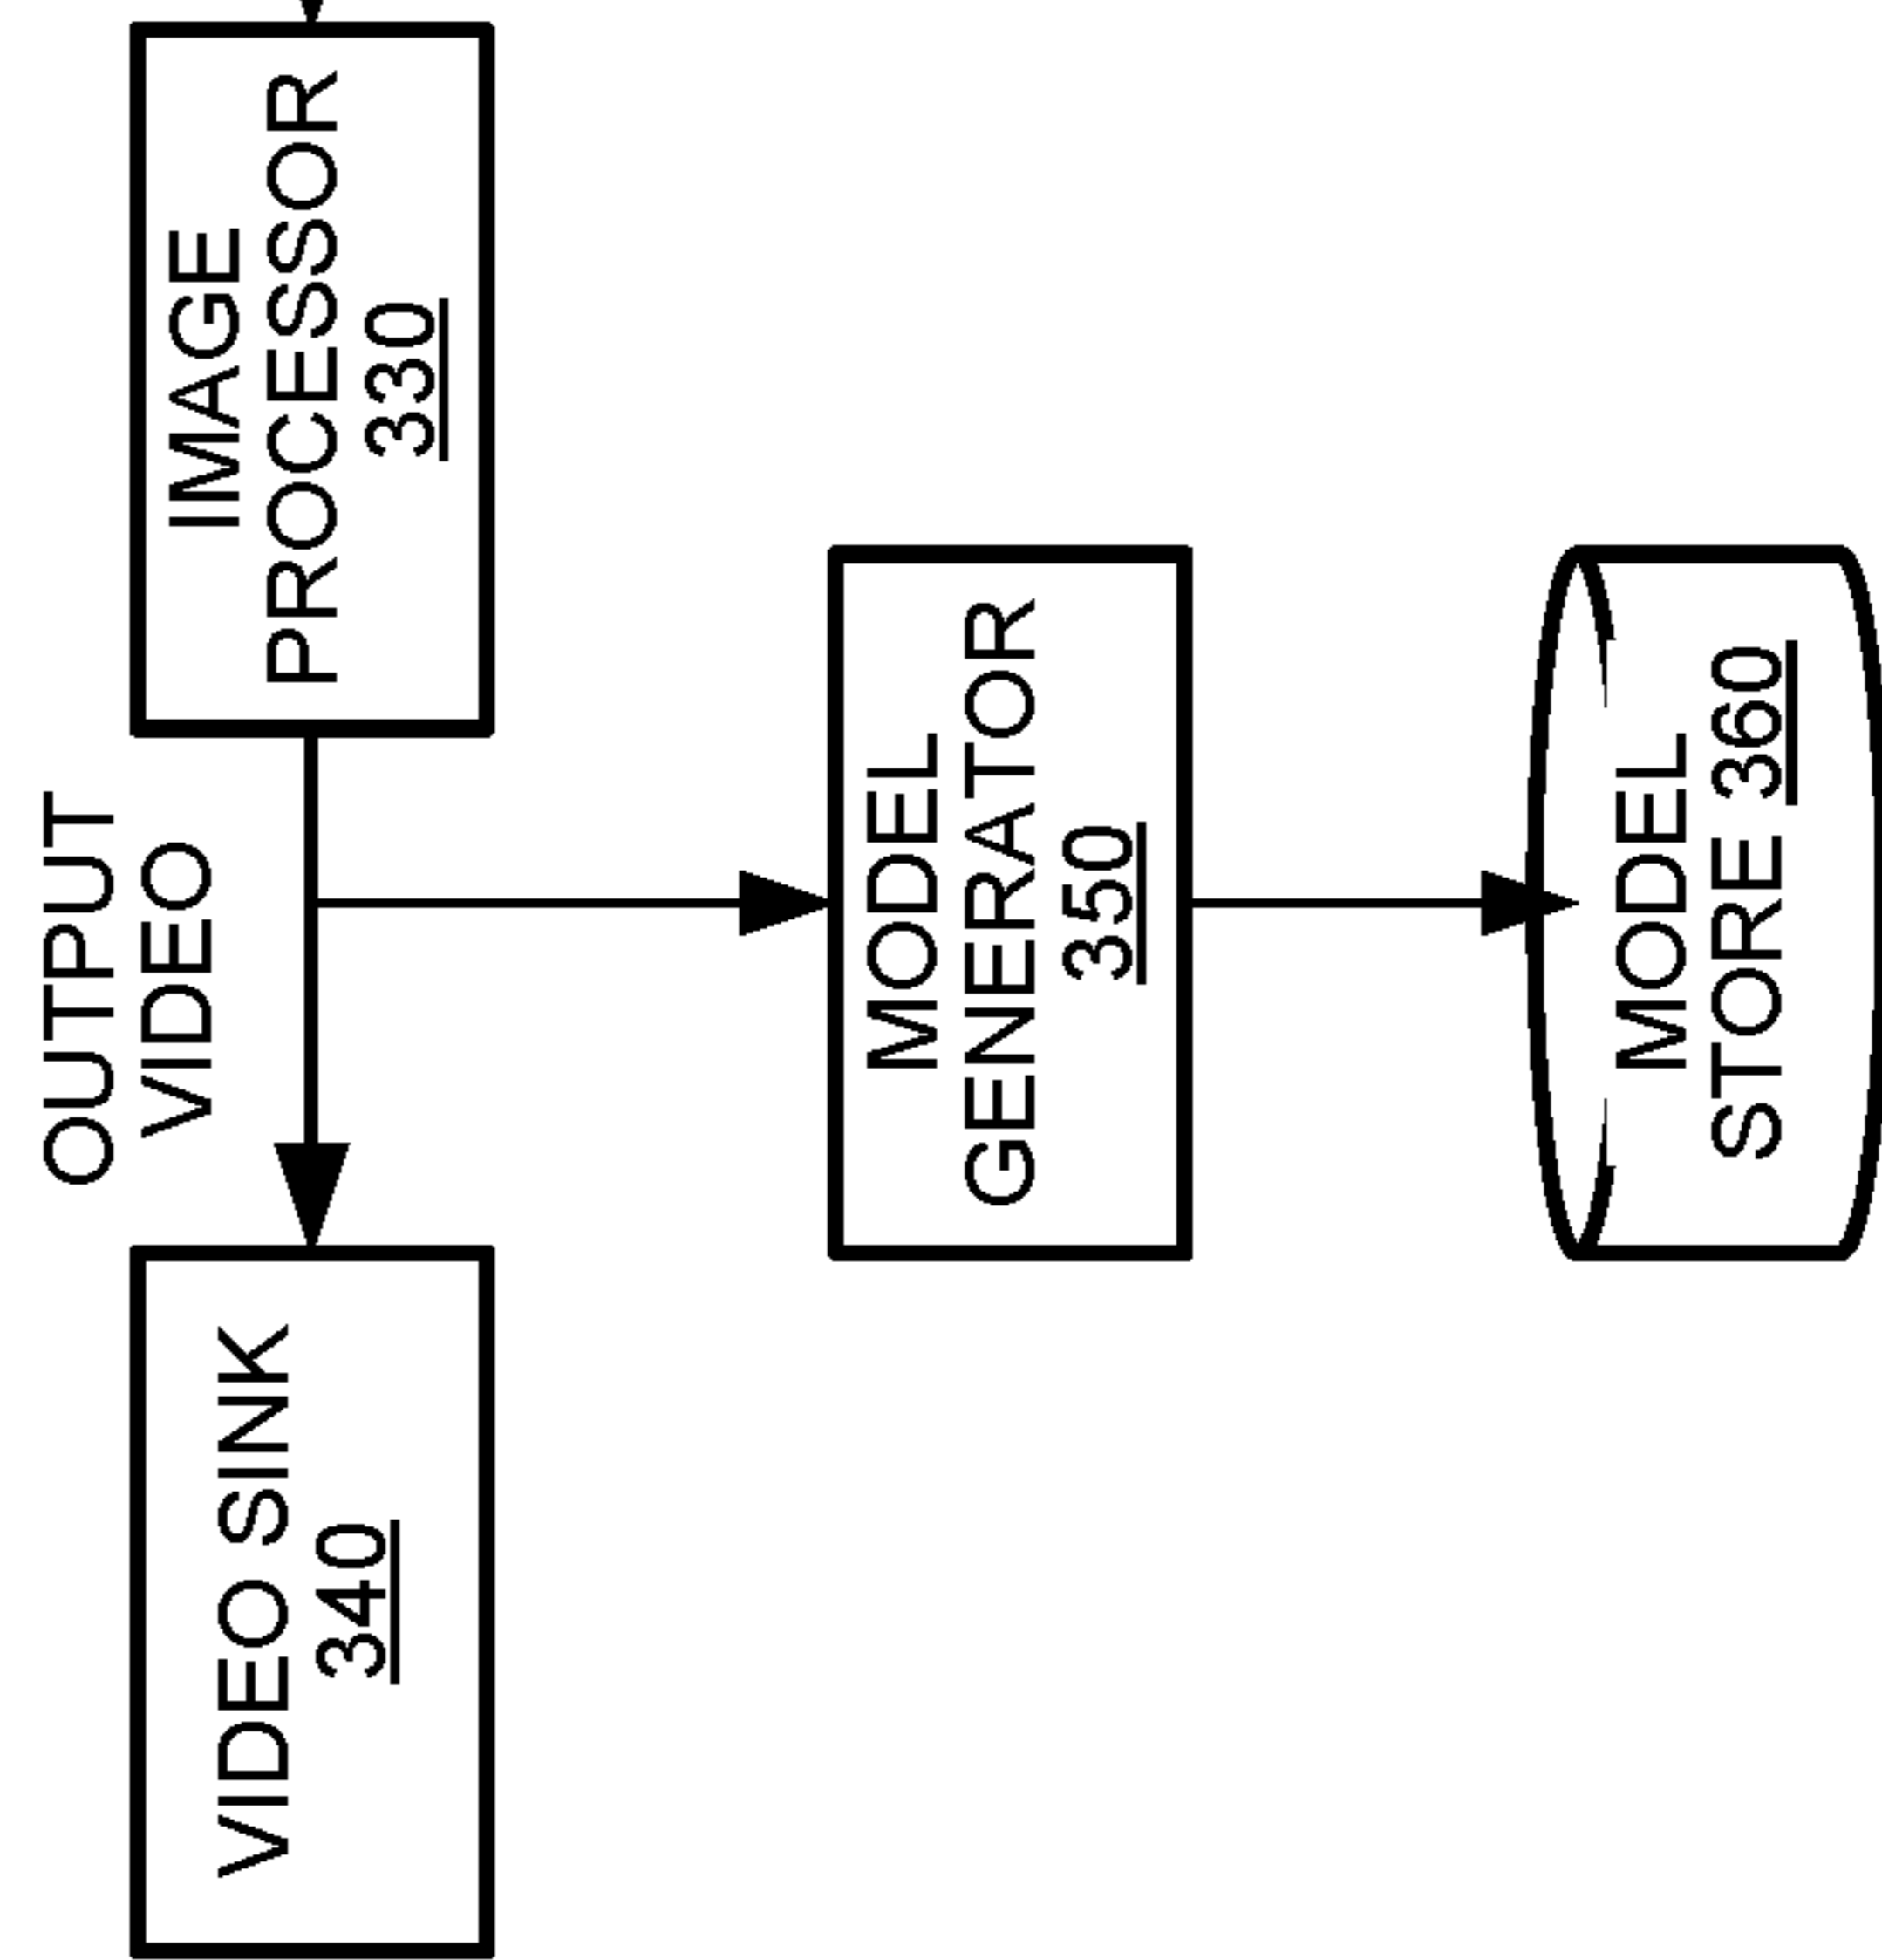 OUTPUT
VIDEO
VIDEO SINK
340
IMAGE
PROCESSOR
330
MODEL
GENERATOR
350
MODEL
STORE 360